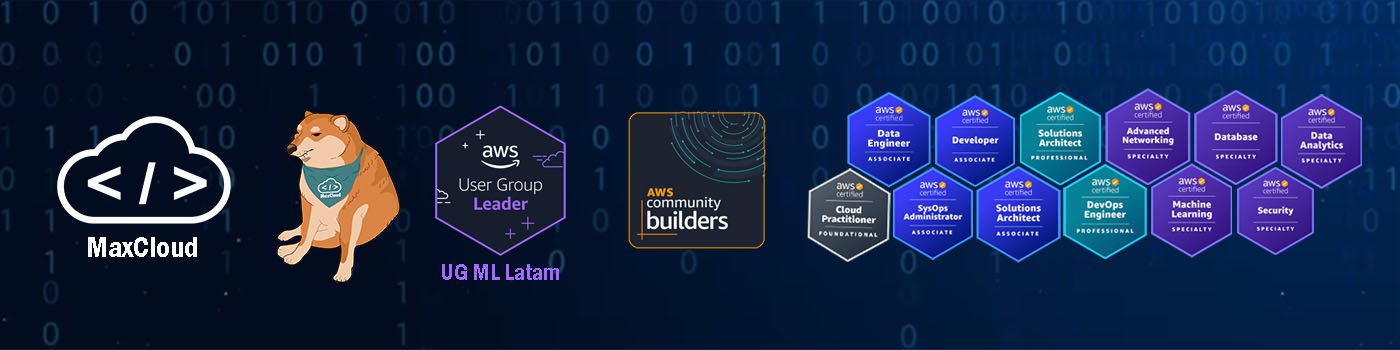 </>
MaxCloud
</>
MaxCloud
aws
User Group
Leader
UG ML Latam
AWS
community
builders
aws
certified
Data
Engineer
ASSOCIATE
aws
certified
Developer
ASSOCIATE
aws
certified
Solutions
Architect
PROFESSIONAL
aws
certified
Advanced
Networking
SPECIALTY
aws
certified
Database
SPECIALTY
aws
certified
Data
Analytics
SPECIALTY
aws
certified
Cloud
Practitioner
FOUNDATIONAL
aws
certified
SysOps
Administrator
ASSOCIATE
aws
certified
Solutions
Architect
ASSOCIATE
aws
certified
DevOps
Engineer
PROFESSIONAL
aws
certified
Machine
Learning
SPECIALTY
aws
certified
Security
SPECIALTY